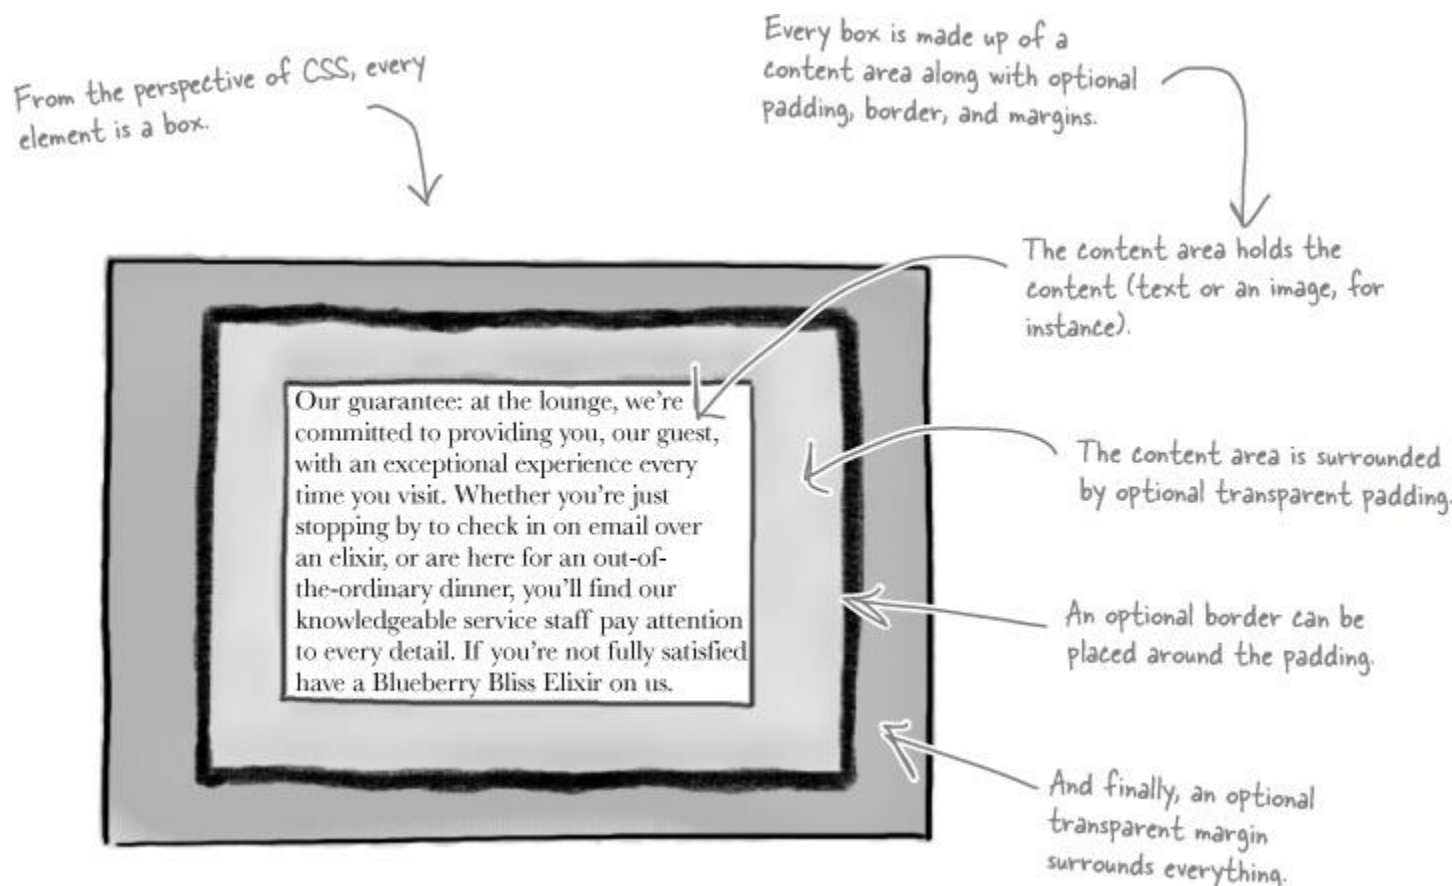 From the perspective of CSS, every
element is a box.
Every box is made up of a
content area along with optional
padding, border, and margins.
The content area holds the
content (text or an image, for
instance).
Our guarantee: at the lounge, we’re
committed to providing you, our guest,
with an exceptional experience every
time you visit. Whether you’re just
stopping by to check in on email over
an elixir, or are here for an out-of-
the-ordinary dinner, you’ll find our
knowledgeable service staff pay attention
to every detail. If you’re not fully satisfied
have a Blueberry Bliss Elixir on us.
The content area is surrounded
by optional transparent padding.
An optional border can be
placed around the padding.
And finally, an optional
transparent margin
surrounds everything.